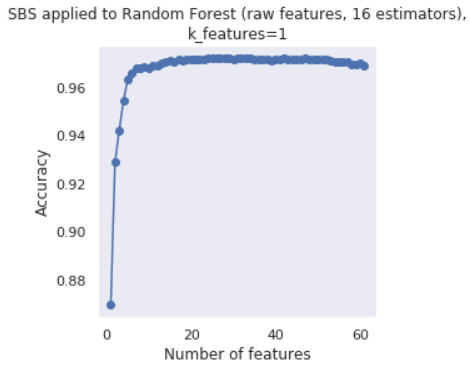 SBS applied to Random Forest (raw features, 16 estimators),
k_features=1
0.96
0.94
0.92
0.90
0.88
Accuracy
0 20 40 60
Number of features